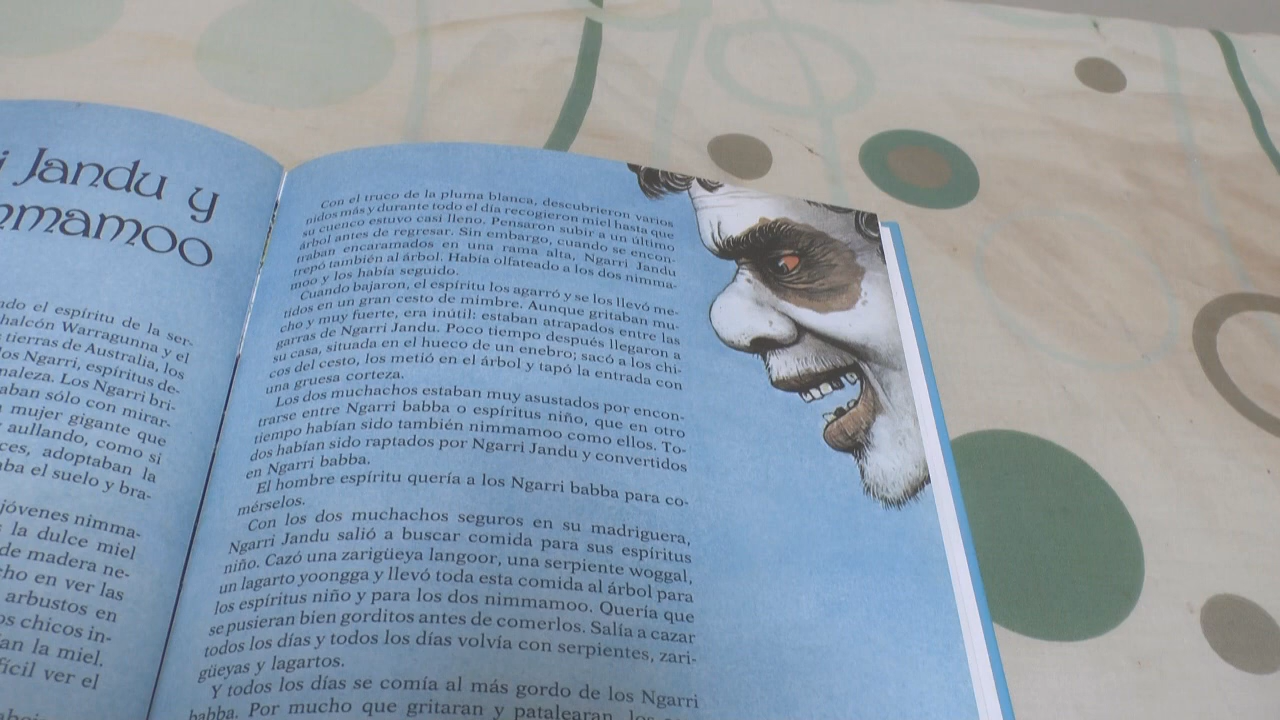 Jandu y
mamoo
el espíritu de la ser-
halcón Warragunna y el
tierras de Australia, los
los Ngarri, espíritus de-
naleza. Los Ngarri bri-
aban sólo con mirar-
mujer gigante que
aullando, como si
ces, adoptaban la
aba el suelo y bra-
jóvenes nimma-
la dulce miel
de madera ne-
cho en ver las
arbustos en
os chicos in-
an la miel.
fícil ver el
Con el truco de la pluma blanca, descubrieron varios
nidos más y durante todo el día recogieron miel hasta que
su cuenco estuvo casi lleno. Pensaron subir a un último
árbol antes de regresar. Sin embargo, cuando se encon-
traban encaramados en una rama alta, Ngarri Jandu
trepó también al árbol. Había olfateado a los dos nimma-
moo y los había seguido.
Cuando bajaron, el espíritu los agarró y se los llevó me-
tidos en un gran cesto de mimbre. Aunque gritaban mu-
cho y muy fuerte, era inútil: estaban atrapados entre las
garras de Ngarri Jandu. Poco tiempo después llegaron a
su casa, situada en el hueco de un enebro; sacó a los chi-
cos del cesto, los metió en el árbol y tapó la entrada con
una gruesa corteza.
Los dos muchachos estaban muy asustados por encon-
trarse entre Ngarri babba o espíritus niño, que en otro
tiempo habían sido también nimmamoo como ellos. To-
dos habían sido raptados por Ngarri Jandu y convertidos
en Ngarri babba.
El hombre espíritu quería a los Ngarri babba para co-
mérselos.
Con los dos muchachos seguros en su madriguera,
Ngarri Jandu salió a buscar comida para sus espíritus
niño. Cazó una zarigüeya langoor, una serpiente woggal,
un lagarto yoongga y llevó toda esta comida al árbol para
los espíritus niño y para los dos nimmamoo. Quería que
se pusieran bien gorditos antes de comerlos. Salía a cazar
todos los días y todos los días volvía con serpientes, zari-
güeyas y lagartos.
Y todos los días se comía al más gordo de los Ngarri
babba. Por mucho que gritaran y patalearan, los